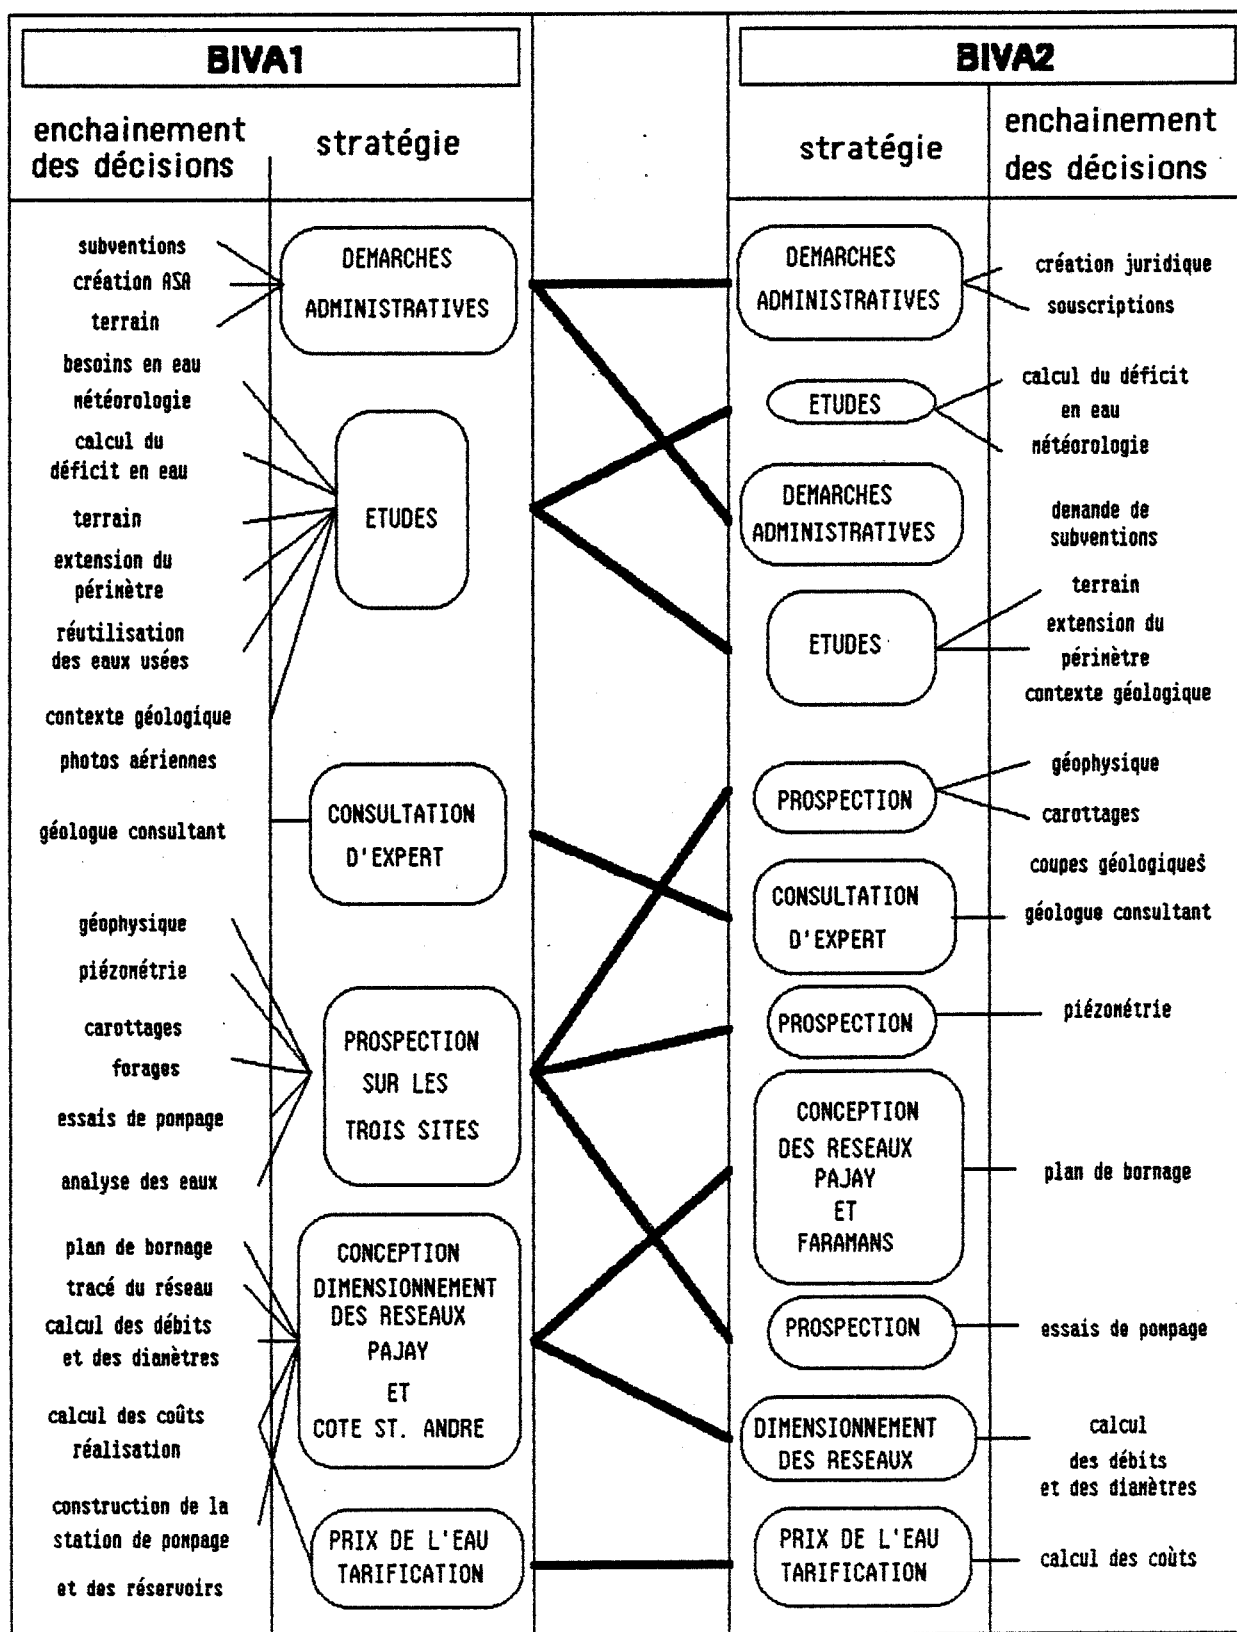 BIVA1
enchainement
des décisions
stratégie
subventions
création ASA
terrain
DEMARCHES
ADMINISTRATIVES
besoins en eau
météorologie
calcul du
déficit en eau
terrain
extension du
périmètre
réutilisation
des eaux usées
contexte géologique
ETUDES
photos aériennes
géologue consultant
CONSULTATION
D'EXPERT
géophysique
piézométrie
carottages
forages
essais de pompage
analyse des eaux
PROSPECTION
SUR LES
TROIS SITES
plan de bornage
tracé du réseau
calcul des débits
et des diamètres
calcul des coûts
réalisation
construction de la
station de pompage
et des réservoirs
CONCEPTION
DIMENSIONNEMENT
DES RESEAUX
PAJAY
ET
COTE ST. ANDRE
PRIX DE L'EAU
TARIFICATION
BIVA2
stratégie
enchainement
des décisions
DEMARCHES
ADMINISTRATIVES
création juridique
souscriptions
ETUDES
calcul du déficit
en eau
météorologie
DEMARCHES
ADMINISTRATIVES
demande de
subventions
ETUDES
terrain
extension du
périmètre
contexte géologique
PROSPECTION
géophysique
carottages
coupes géologiques
CONSULTATION
D'EXPERT
géologue consultant
PROSPECTION
piézométrie
CONCEPTION
DES RESEAUX
PAJAY
ET
FARAMANS
plan de bornage
PROSPECTION
essais de pompage
DIMENSIONNEMENT
DES RESEAUX
calcul
des débits
et des diamètres
PRIX DE L'EAU
TARIFICATION
calcul des coùts